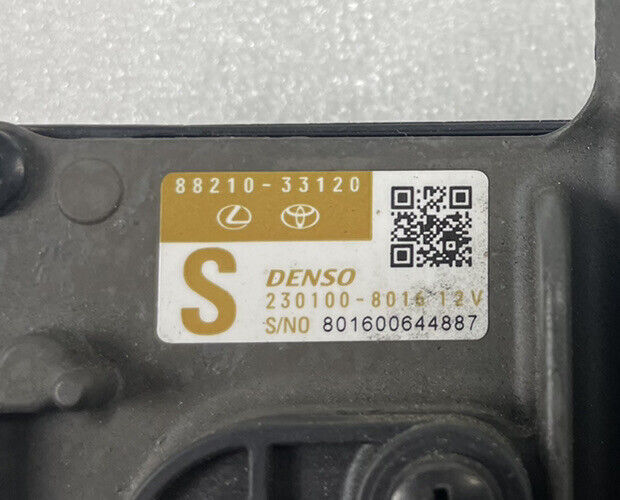 88210-33120
S
DENSO
230100-8016 12V
S/NO 801600644887